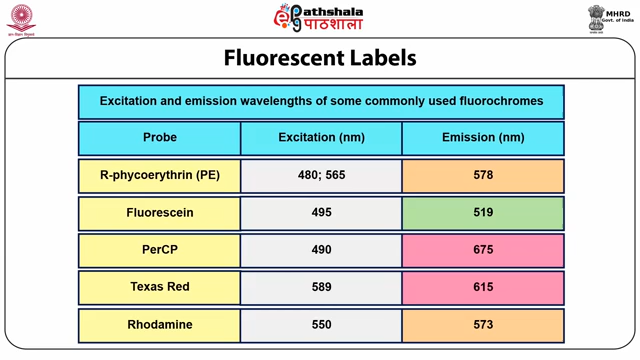 Pathshala
पाठशाला
MHRD
Govt. of India
Fluorescent Labels
Excitation and emission wavelengths of some commonly used fluorochromes
Probe Excitation (nm) Emission (nm)
R-phycoerythrin (PE) 480; 565 578
Fluorescein 495 519
PerCP 490 675
Texas Red 589 615
Rhodamine 550 573